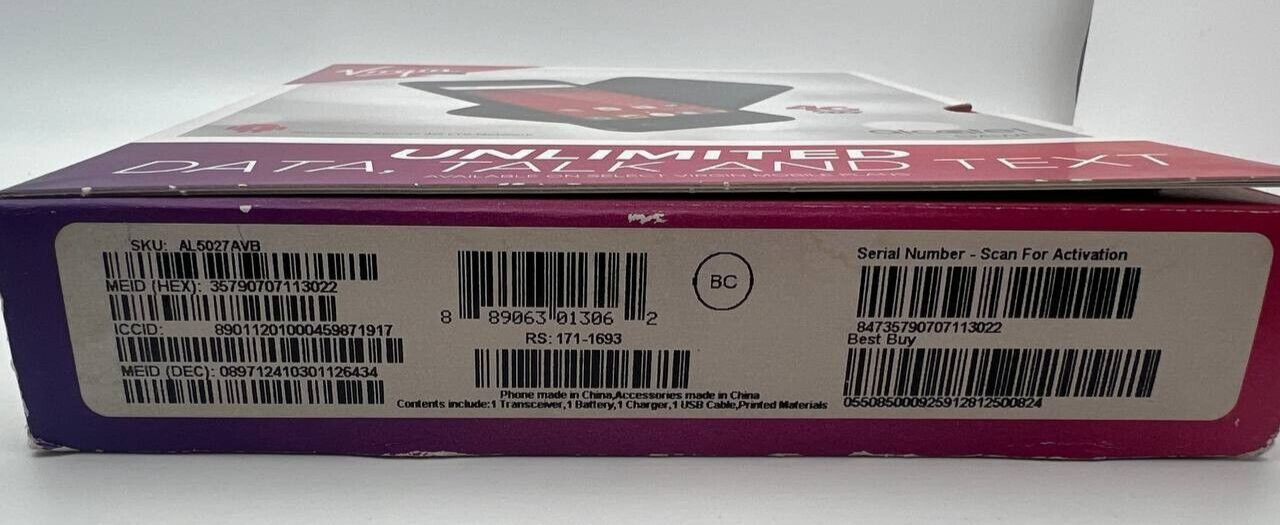 Virgin
4G
alcatel
UNLIMITED
DATA, TALK AND TEXT
AVAILABLE ON SELECT VIRGIN MOBILE PLANS
SKU: AL5027AVB
MEID (HEX): 35790707113022
ICCID: 89011201000459871917
MEID (DEC): 089712410301126434
8 89063 01306 2
RS: 171-1693
BC
Phone made in China,Accessories made in China
Contents include:1 Transceiver,1 Battery,1 Charger,1 USB Cable,Printed Materials
Serial Number - Scan For Activation
84735790707113022
Best Buy
0550850000925912812500824